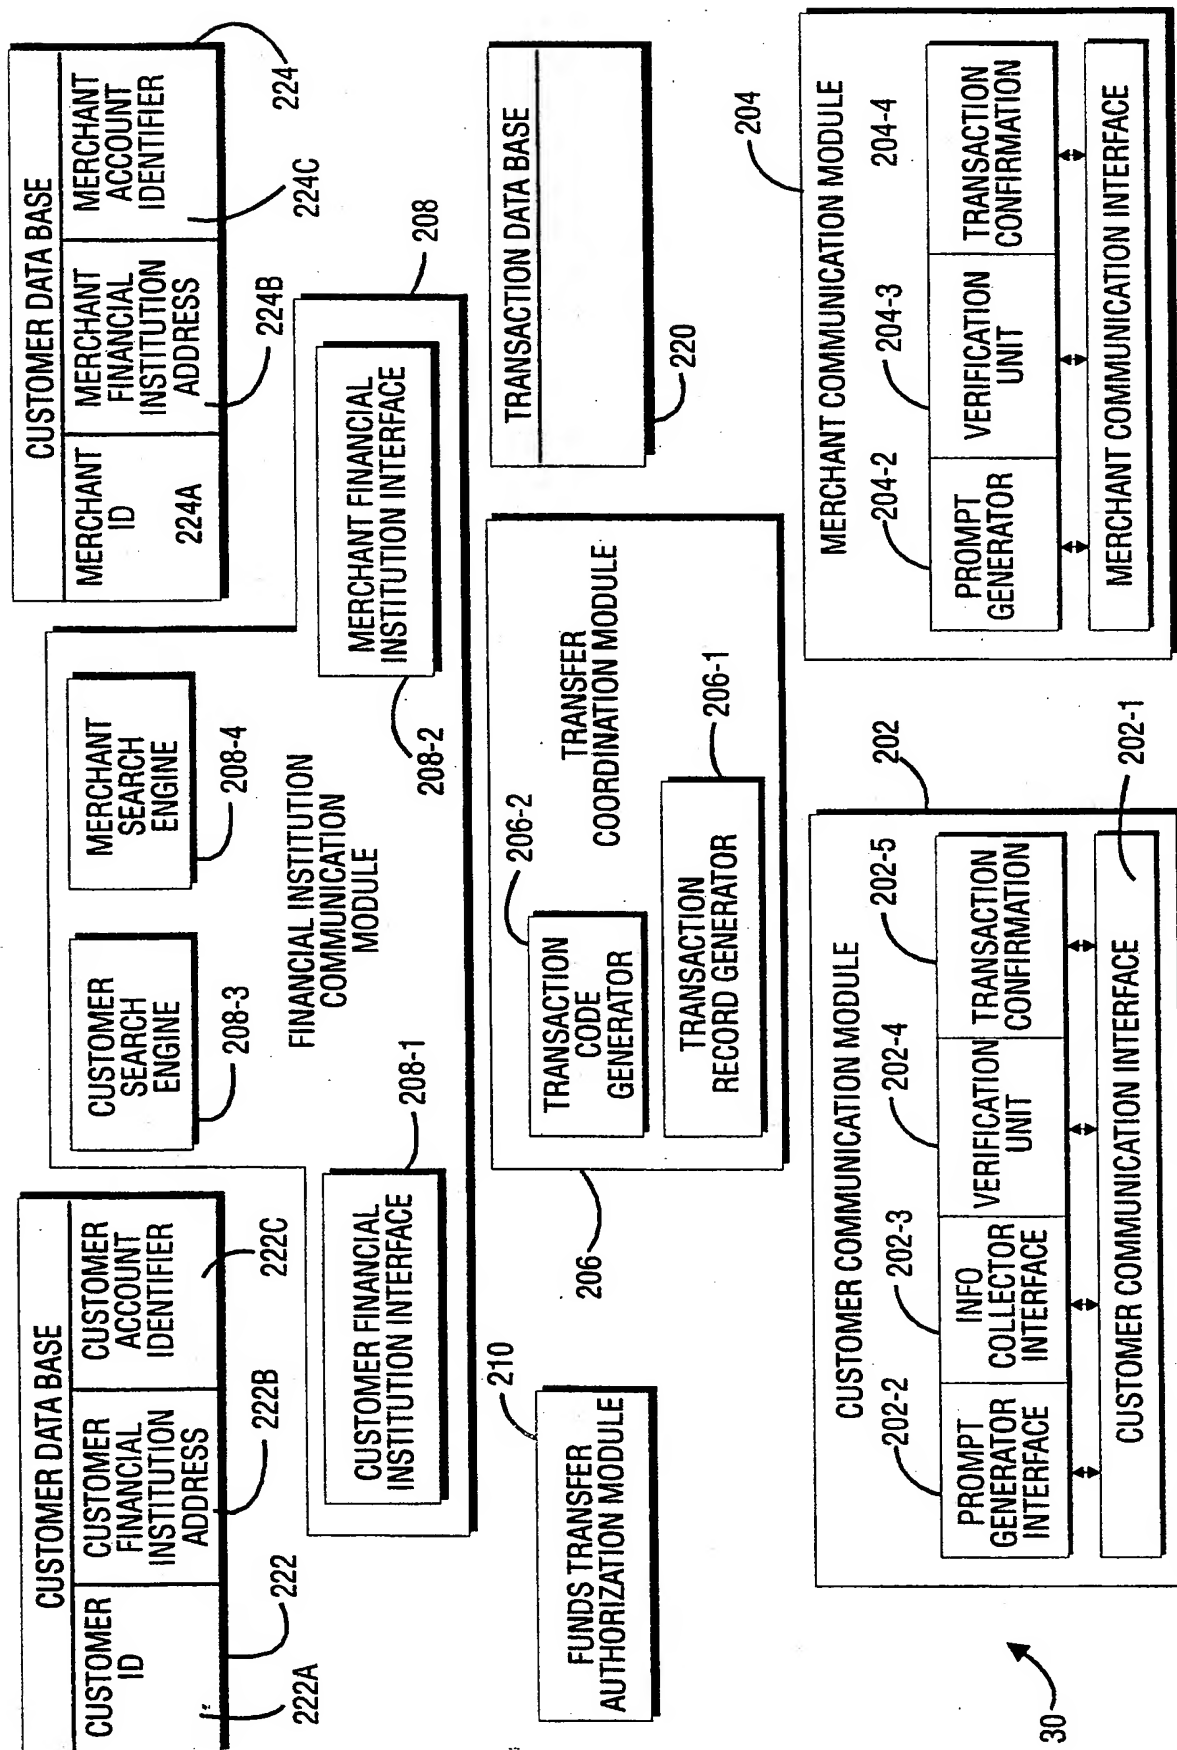 CUSTOMER DATA BASE
CUSTOMER
ID
CUSTOMER
FINANCIAL
INSTITUTION
ADDRESS
CUSTOMER
ACCOUNT
IDENTIFIER
222A
222
222B
222C
CUSTOMER
SEARCH
ENGINE
208-3
MERCHANT
SEARCH
ENGINE
208-4
CUSTOMER DATA BASE
MERCHANT
ID
224A
MERCHANT
FINANCIAL
INSTITUTION
ADDRESS
224B
MERCHANT
ACCOUNT
IDENTIFIER
224C
224
FINANCIAL INSTITUTION
COMMUNICATION
MODULE
208
CUSTOMER FINANCIAL
INSTITUTION INTERFACE
208-1
MERCHANT FINANCIAL
INSTITUTION INTERFACE
208-2
210
FUNDS TRANSFER
AUTHORIZATION MODULE
206
TRANSACTION
CODE
GENERATOR
206-2
TRANSFER
COORDINATION MODULE
TRANSACTION
RECORD GENERATOR
206-1
TRANSACTION DATA BASE
220
CUSTOMER COMMUNICATION MODULE
202
202-2
202-3
202-4
202-5
PROMPT
GENERATOR
INTERFACE
INFO
COLLECTOR
INTERFACE
VERIFICATION
UNIT
TRANSACTION
CONFIRMATION
CUSTOMER COMMUNICATION INTERFACE
202-1
MERCHANT COMMUNICATION MODULE
204
204-2
204-3
204-4
PROMPT
GENERATOR
VERIFICATION
UNIT
TRANSACTION
CONFIRMATION
MERCHANT COMMUNICATION INTERFACE
30